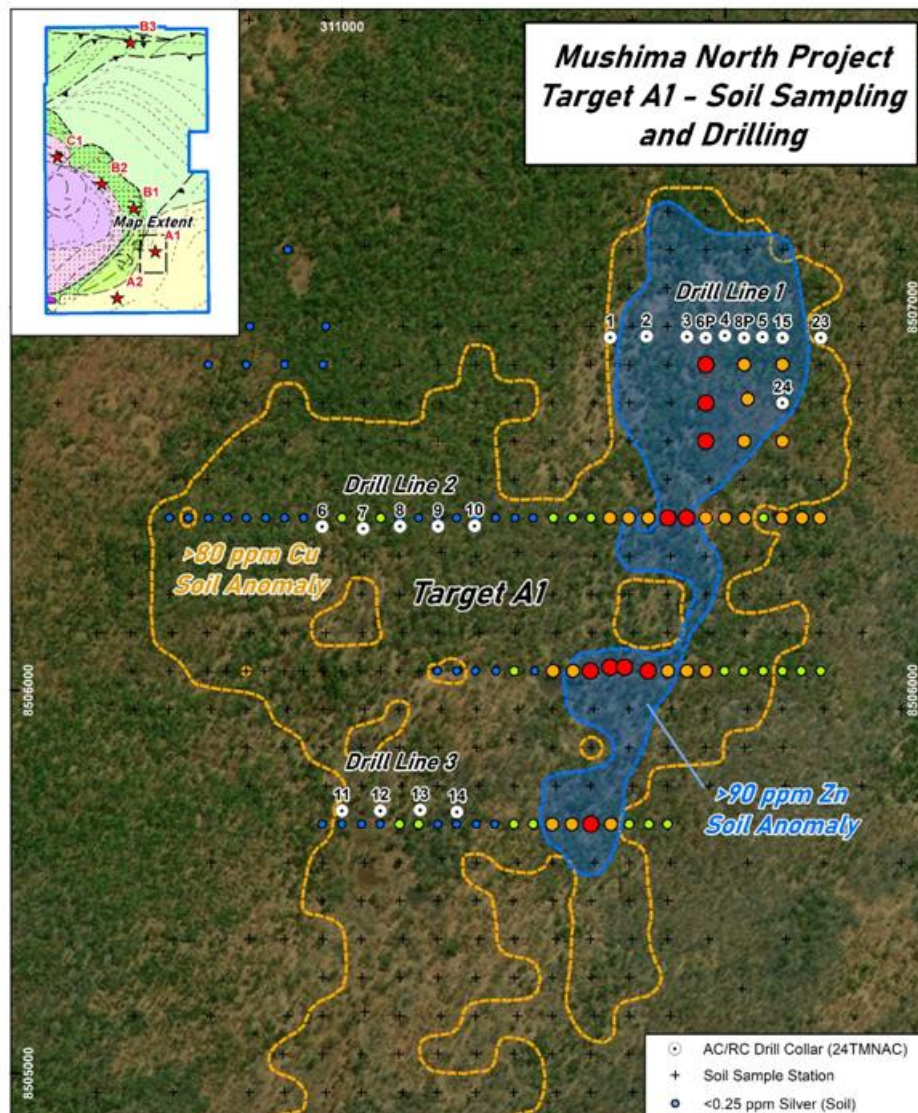 311000
B3
C1
B2
B1
Map Extent
A1
A2
Mushima North Project
Target A1 - Soil Sampling
and Drilling
8507000
Drill Line 1
1 2 3 6P 4 8P 5 15 23
24
Drill Line 2
6 7 8 9 10
>80 ppm Cu
Soil Anomaly
Target A1
8506000
8506000
Drill Line 3
11 12 13 14
>90 ppm Zn
Soil Anomaly
8505000
AC/RC Drill Collar (24TMNAC)
Soil Sample Station
<0.25 ppm Silver (Soil)